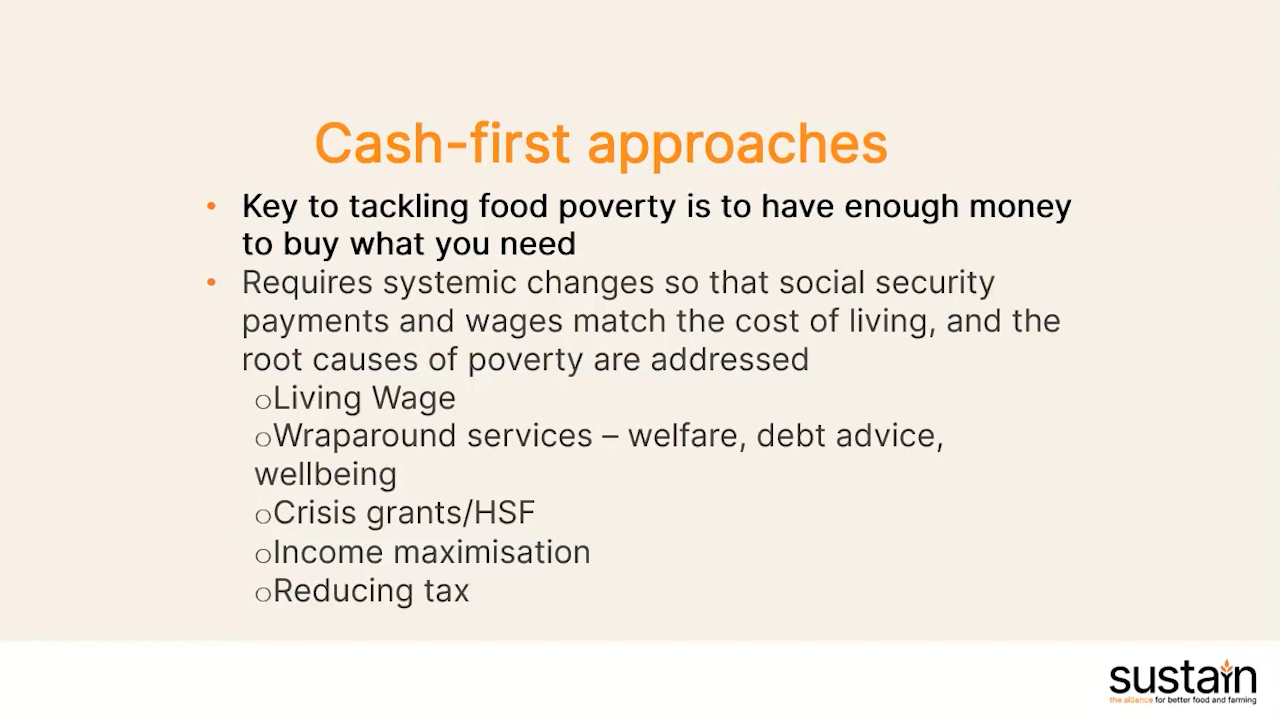 Cash-first approaches
• Key to tackling food poverty is to have enough money
to buy what you need
• Requires systemic changes so that social security
payments and wages match the cost of living, and the
root causes of poverty are addressed
oLiving Wage
oWraparound services – welfare, debt advice,
wellbeing
oCrisis grants/HSF
oIncome maximisation
oReducing tax
sustain
the alliance for better food and farming